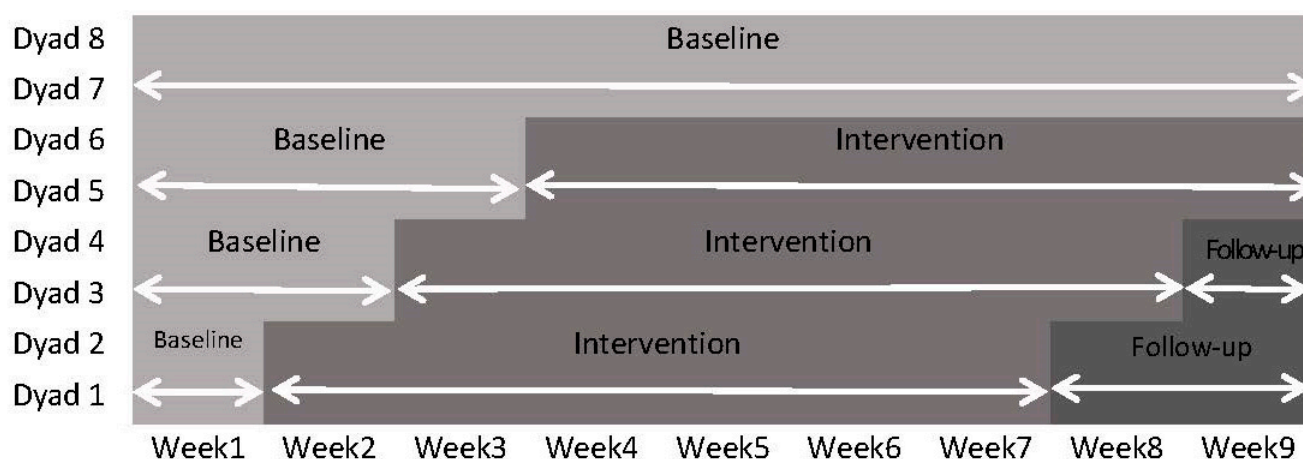 Dyad 8 Baseline
Dyad 7
Dyad 6 Baseline Intervention
Dyad 5
Dyad 4 Baseline Intervention Follow-up
Dyad 3
Dyad 2 Baseline Intervention Follow-up
Dyad 1
Week1 Week2 Week3 Week4 Week5 Week6 Week7 Week8 Week9